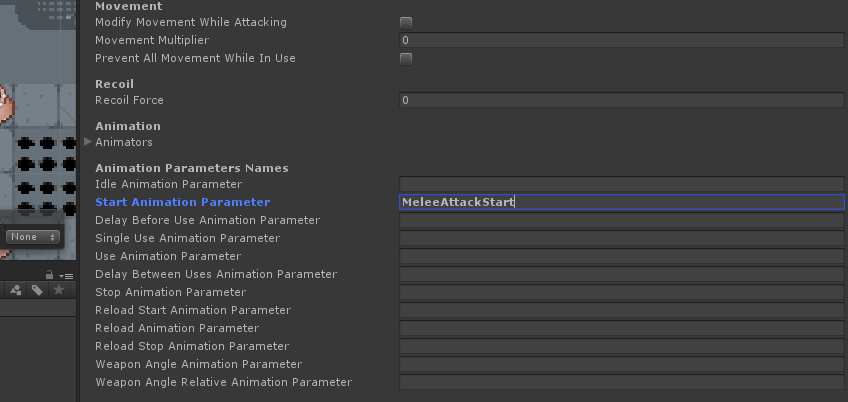 Movement
Modify Movement While Attacking
Movement Multiplier 0
Prevent All Movement While In Use
Recoil
Recoil Force 0
Animation
Animators
Animation Parameters Names
Idle Animation Parameter
Start Animation Parameter MeleeAttackStart
Delay Before Use Animation Parameter
Single Use Animation Parameter
None
Use Animation Parameter
Delay Between Uses Animation Parameter
Stop Animation Parameter
Reload Start Animation Parameter
Reload Animation Parameter
Reload Stop Animation Parameter
Weapon Angle Animation Parameter
Weapon Angle Relative Animation Parameter